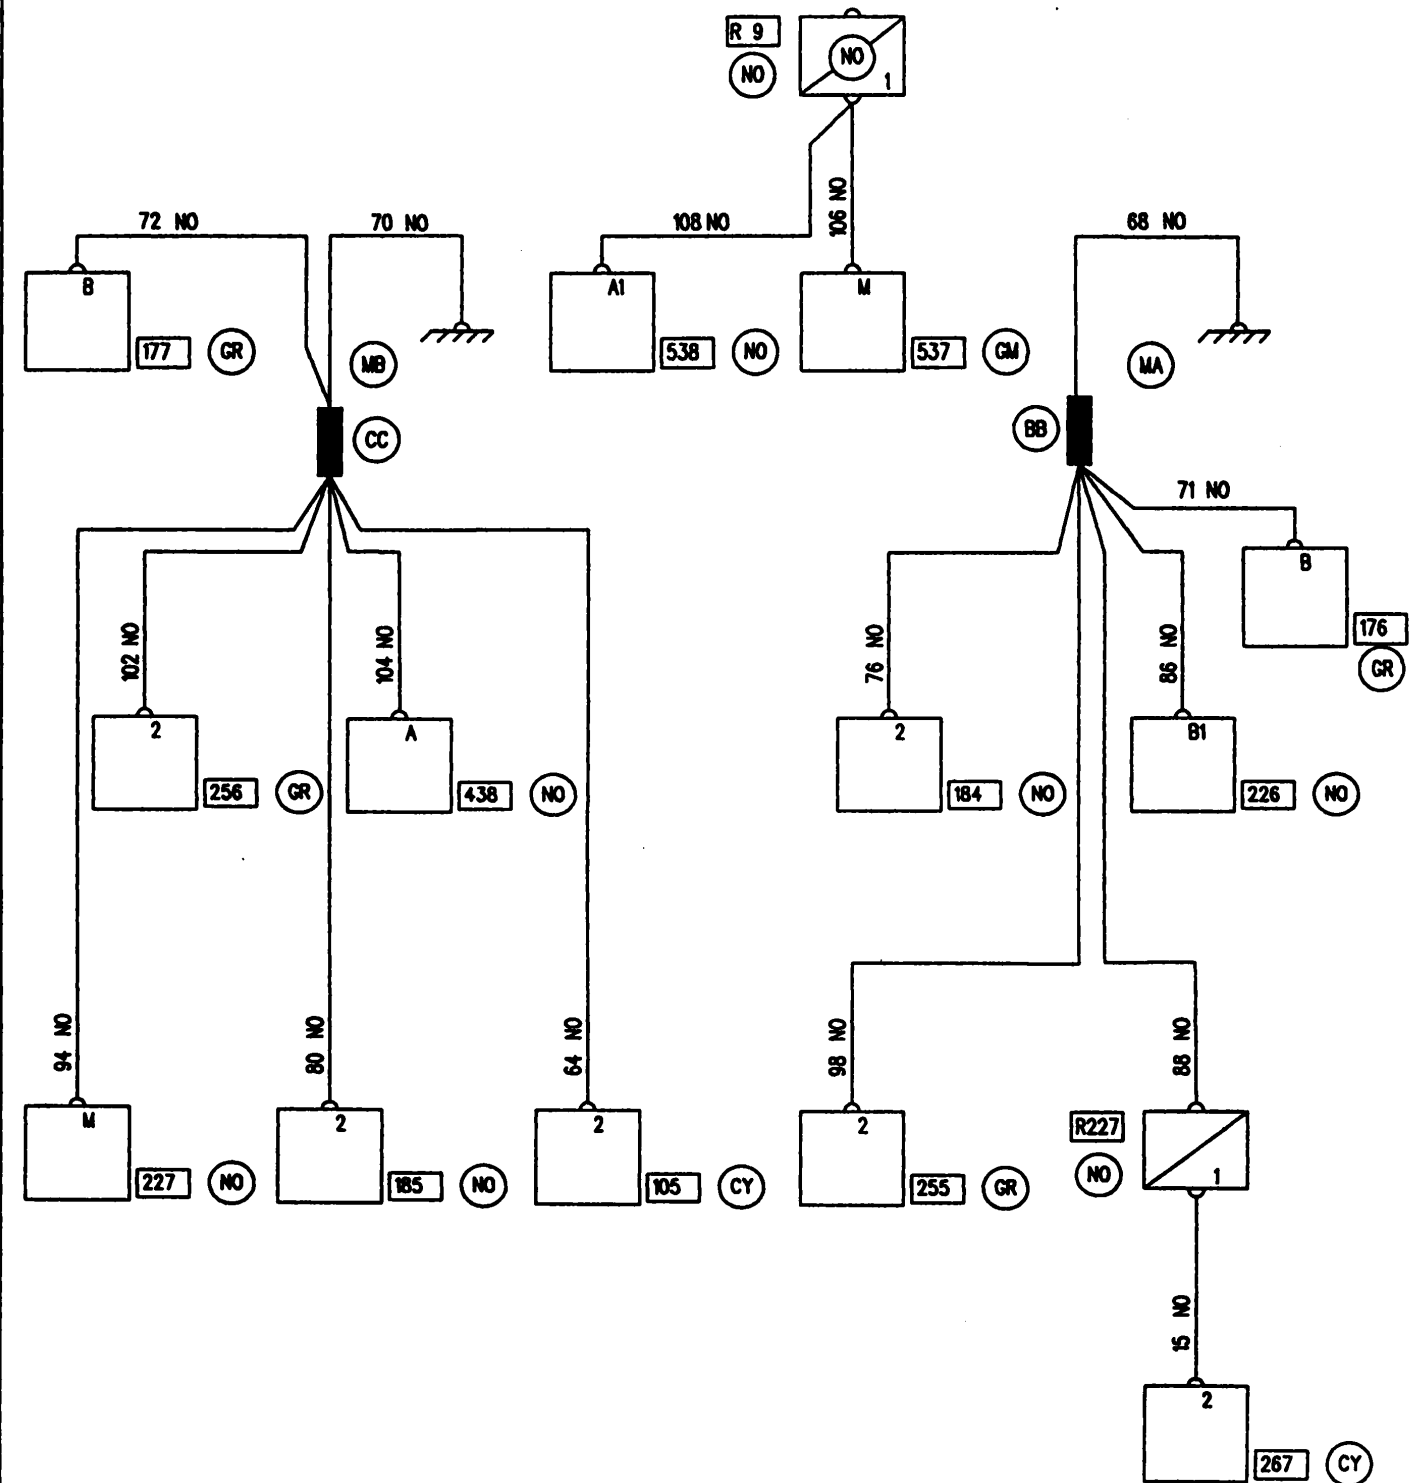 R 9
NO
NO
1
72 NO
70 NO
108 NO
106 NO
68 NO
B
177
GR
MB
A1
538
NO
M
537
GM
MA
CC
BB
71 NO
B
176
GR
102 NO
104 NO
76 NO
86 NO
2
256
GR
A
438
NO
2
184
NO
B1
226
NO
94 NO
80 NO
64 NO
98 NO
88 NO
M
227
NO
2
185
NO
2
105
CY
2
255
GR
R227
NO
1
15 NO
2
267
CY